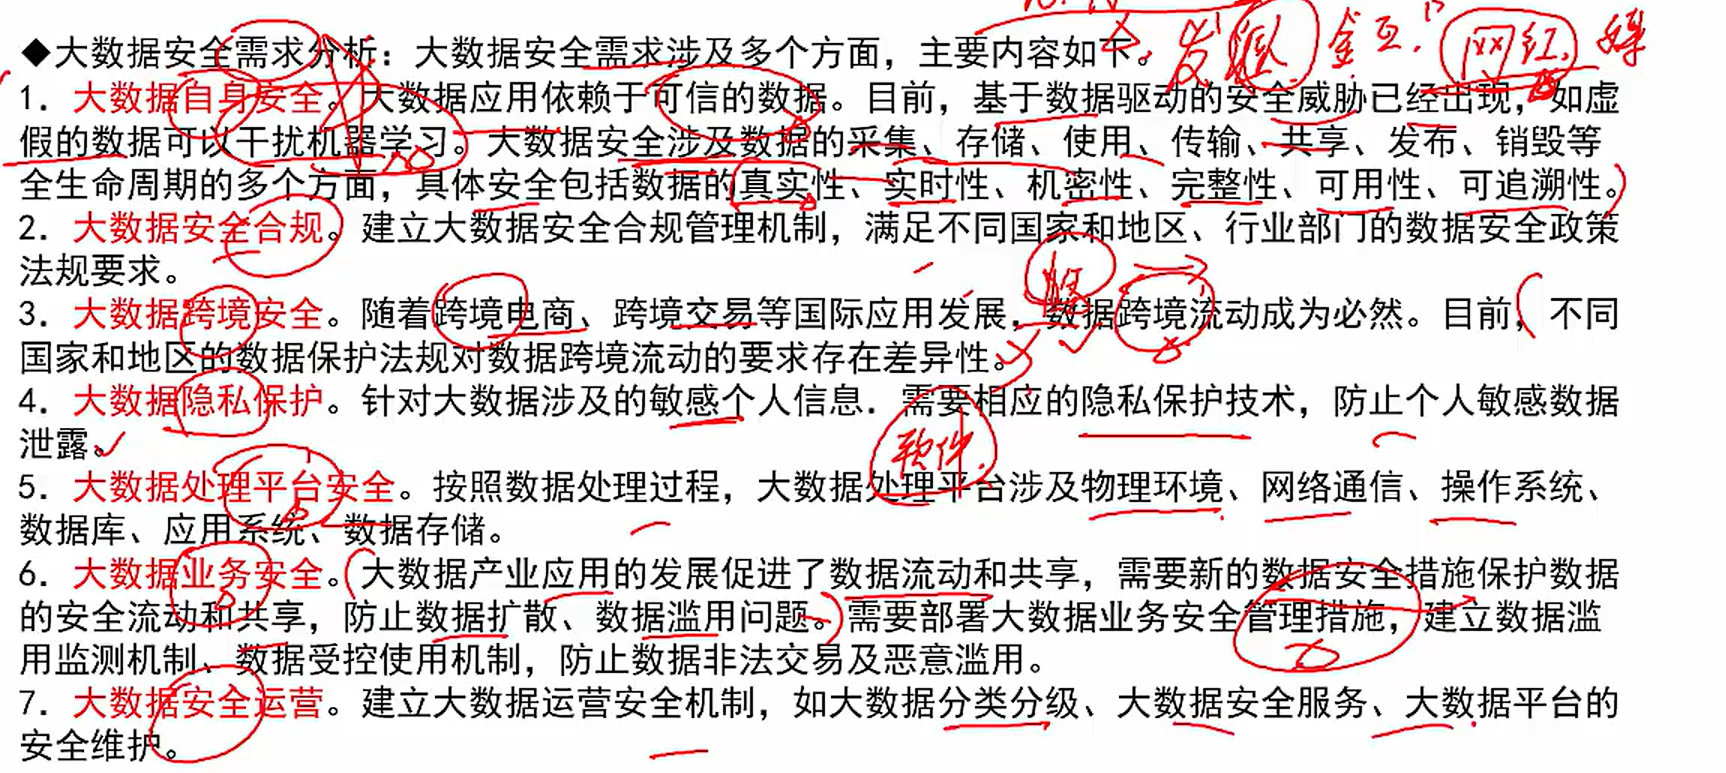 ◆大数据安全需求分析：大数据安全需求涉及多个方面，主要内容如下。
网红
1．大数据自身安全。大数据应用依赖于可信的数据。目前，基于数据驱动的安全威胁已经出现，如虚
假的数据可以干扰机器学习。大数据安全涉及数据的采集、存储、使用、传输、共享、发布、销毁等
全生命周期的多个方面，具体安全包括数据的真实性、实时性、机密性、完整性、可用性、可追溯性。
2．大数据安全合规。建立大数据安全合规管理机制，满足不同国家和地区、行业部门的数据安全政策
法规要求。
3．大数据跨境安全。随着跨境电商、跨境交易等国际应用发展，数据跨境流动成为必然。目前，不同
国家和地区的数据保护法规对数据跨境流动的要求存在差异性。
4．大数据隐私保护。针对大数据涉及的敏感个人信息．需要相应的隐私保护技术，防止个人敏感数据
泄露。
软件
5．大数据处理平台安全。按照数据处理过程，大数据处理平台涉及物理环境、网络通信、操作系统、
数据库、应用系统、数据存储。
6．大数据业务安全。大数据产业应用的发展促进了数据流动和共享，需要新的数据安全措施保护数据
的安全流动和共享，防止数据扩散、数据滥用问题。需要部署大数据业务安全管理措施，建立数据滥
用监测机制、数据受控使用机制，防止数据非法交易及恶意滥用。
7．大数据安全运营。建立大数据运营安全机制，如大数据分类分级、大数据安全服务、大数据平台的
安全维护。